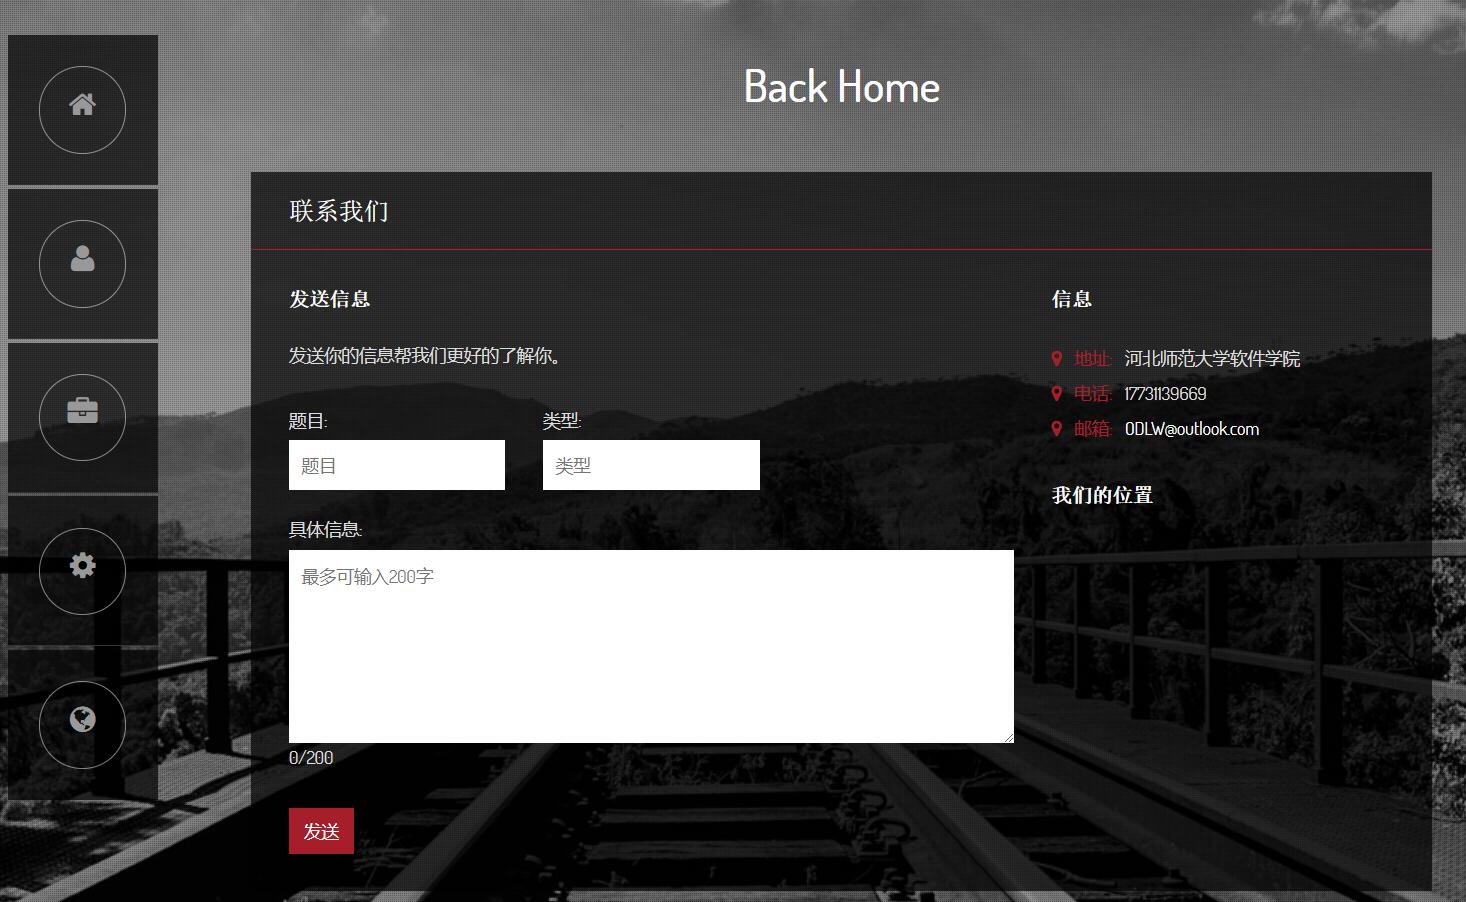 Back Home
联系我们
发送信息
发送你的信息帮我们更好的了解你。
题目:
类型:
题目
类型
具体信息:
最多可输入200字
0/200
发送
信息
地址: 河北师范大学软件学院
电话: 17731139669
邮箱: ODLW@outlook.com
我们的位置